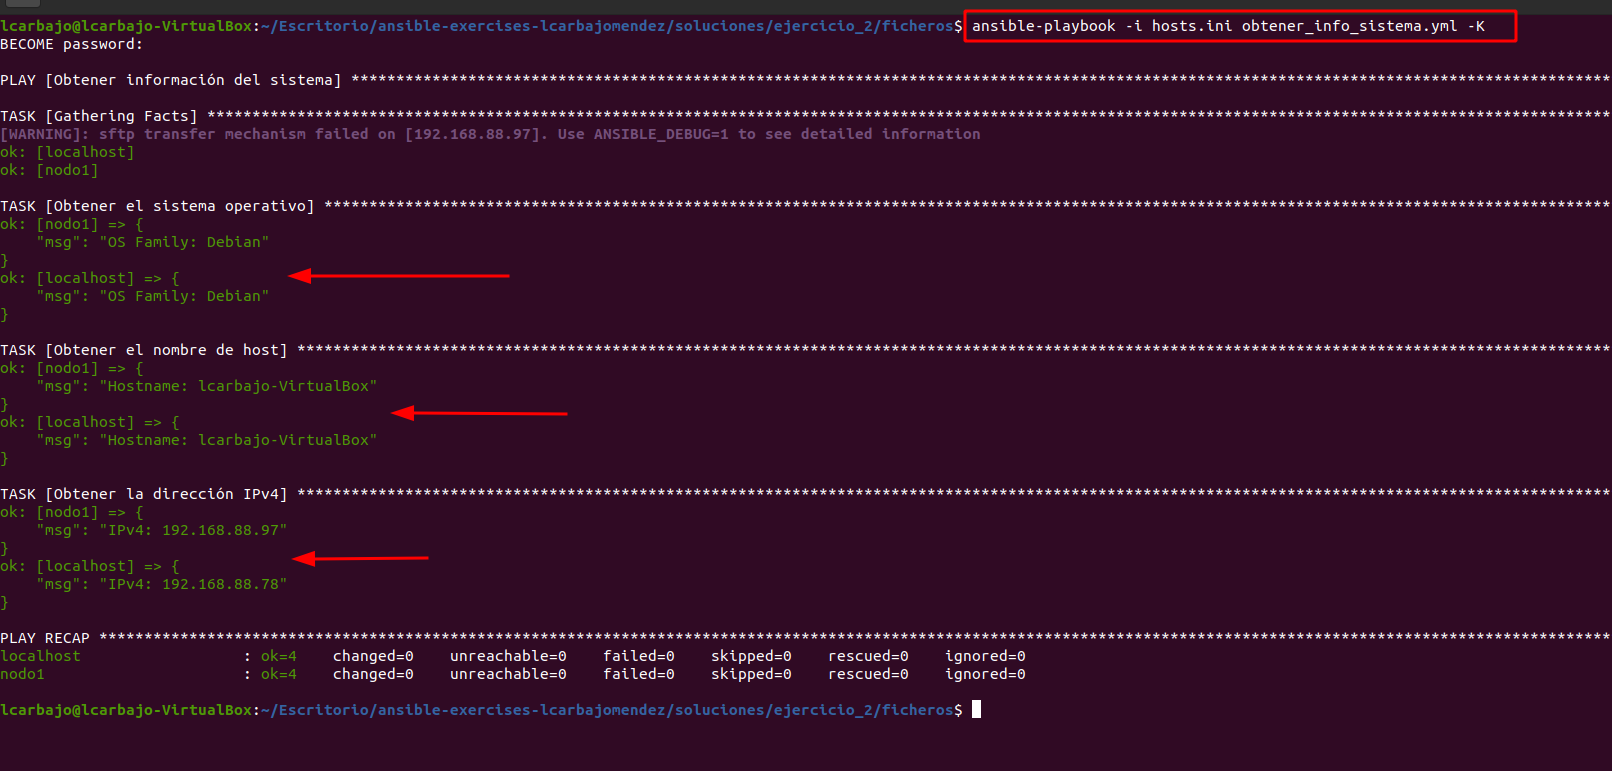 lcarbajo@lcarbajo-VirtualBox:~/Escritorio/ansible-exercises-lcarbajomendez/soluciones/ejercicio_2/ficheros$ ansible-playbook -i hosts.ini obtener_info_sistema.yml -K
BECOME password:
PLAY [Obtener información del sistema] ********************************************************************************************************************************************
TASK [Gathering Facts] ************************************************************************************************************************************************************
[WARNING]: sftp transfer mechanism failed on [192.168.88.97]. Use ANSIBLE_DEBUG=1 to see detailed information
ok: [localhost]
ok: [nodo1]
TASK [Obtener el sistema operativo] ***********************************************************************************************************************************************
ok: [nodo1] => {
    "msg": "OS Family: Debian"
}
ok: [localhost] => {
    "msg": "OS Family: Debian"
}
TASK [Obtener el nombre de host] **************************************************************************************************************************************************
ok: [nodo1] => {
    "msg": "Hostname: lcarbajo-VirtualBox"
}
ok: [localhost] => {
    "msg": "Hostname: lcarbajo-VirtualBox"
}
TASK [Obtener la dirección IPv4] **************************************************************************************************************************************************
ok: [nodo1] => {
    "msg": "IPv4: 192.168.88.97"
}
ok: [localhost] => {
    "msg": "IPv4: 192.168.88.78"
}
PLAY RECAP ************************************************************************************************************************************************************************
localhost                  : ok=4    changed=0    unreachable=0    failed=0    skipped=0    rescued=0    ignored=0
nodo1                      : ok=4    changed=0    unreachable=0    failed=0    skipped=0    rescued=0    ignored=0
lcarbajo@lcarbajo-VirtualBox:~/Escritorio/ansible-exercises-lcarbajomendez/soluciones/ejercicio_2/ficheros$